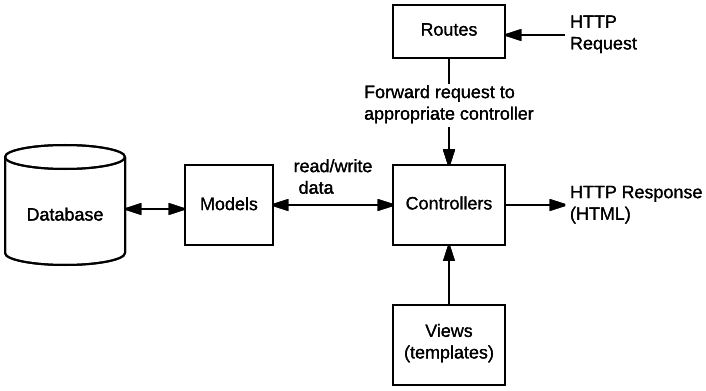 Routes
HTTP
Request
Forward request to
appropriate controller
read/write
data
Database
Models
Controllers
HTTP Response
(HTML)
Views
(templates)